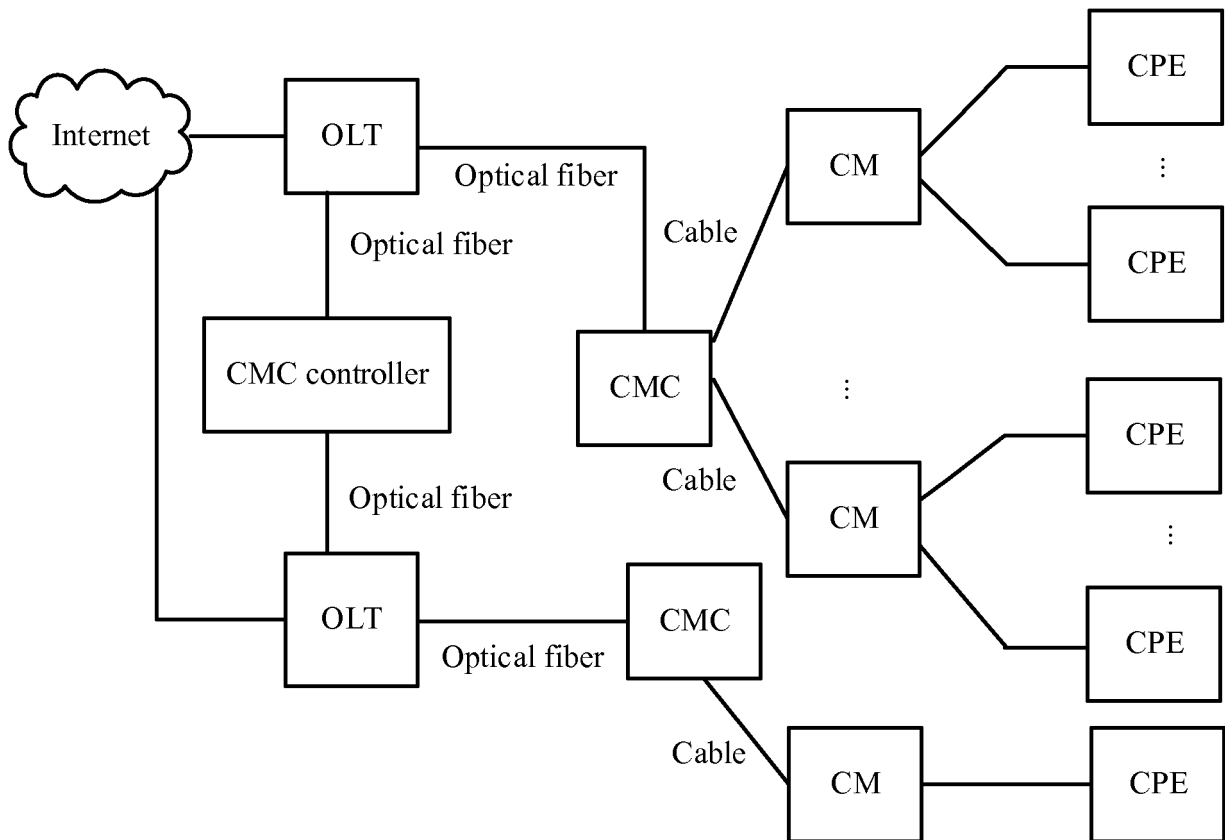 CPE
Internet
OLT
Optical fiber
CM
⋮
Cable
CPE
Optical fiber
CMC controller
CMC
⋮
CPE
Cable
Optical fiber
CM
⋮
OLT
Optical fiber
CMC
CPE
Cable
CM
CPE